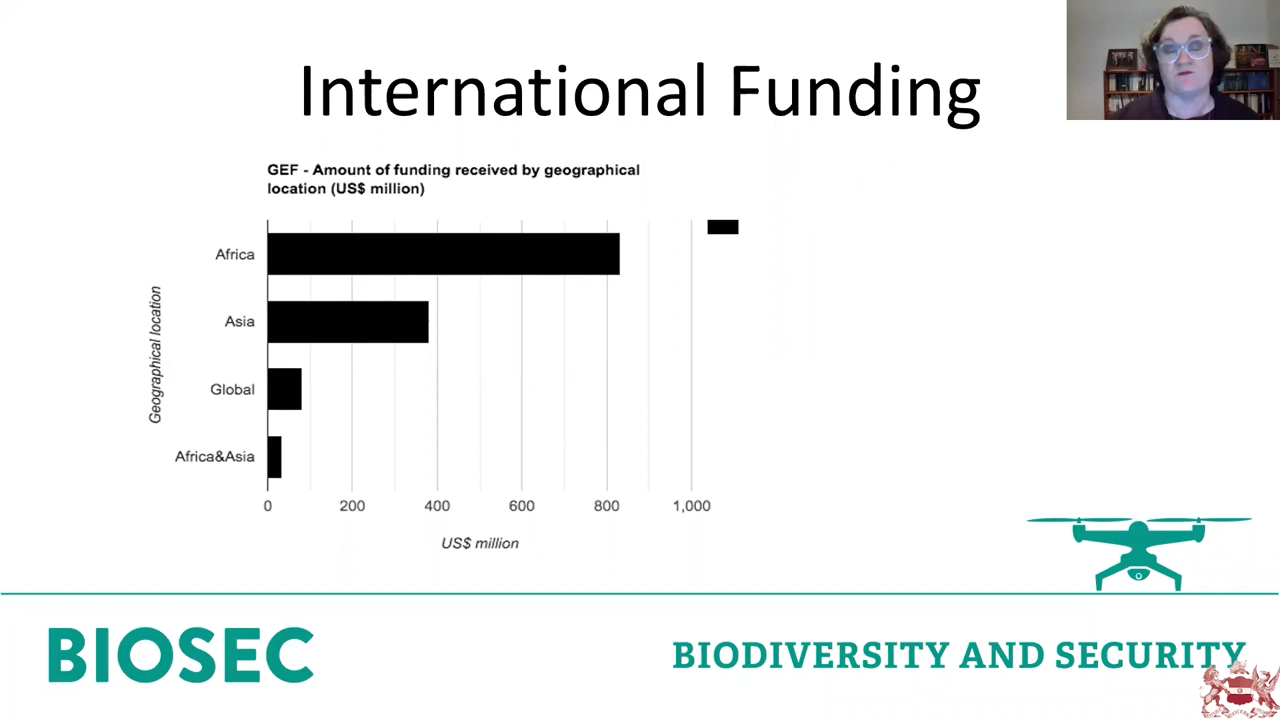 International Funding
GEF - Amount of funding received by geographical
location (US$ million)
Geographical location
Africa
Asia
Global
Africa&Asia
0 200 400 600 800 1,000
US$ million
BIOSEC
BIODIVERSITY AND SECURITY